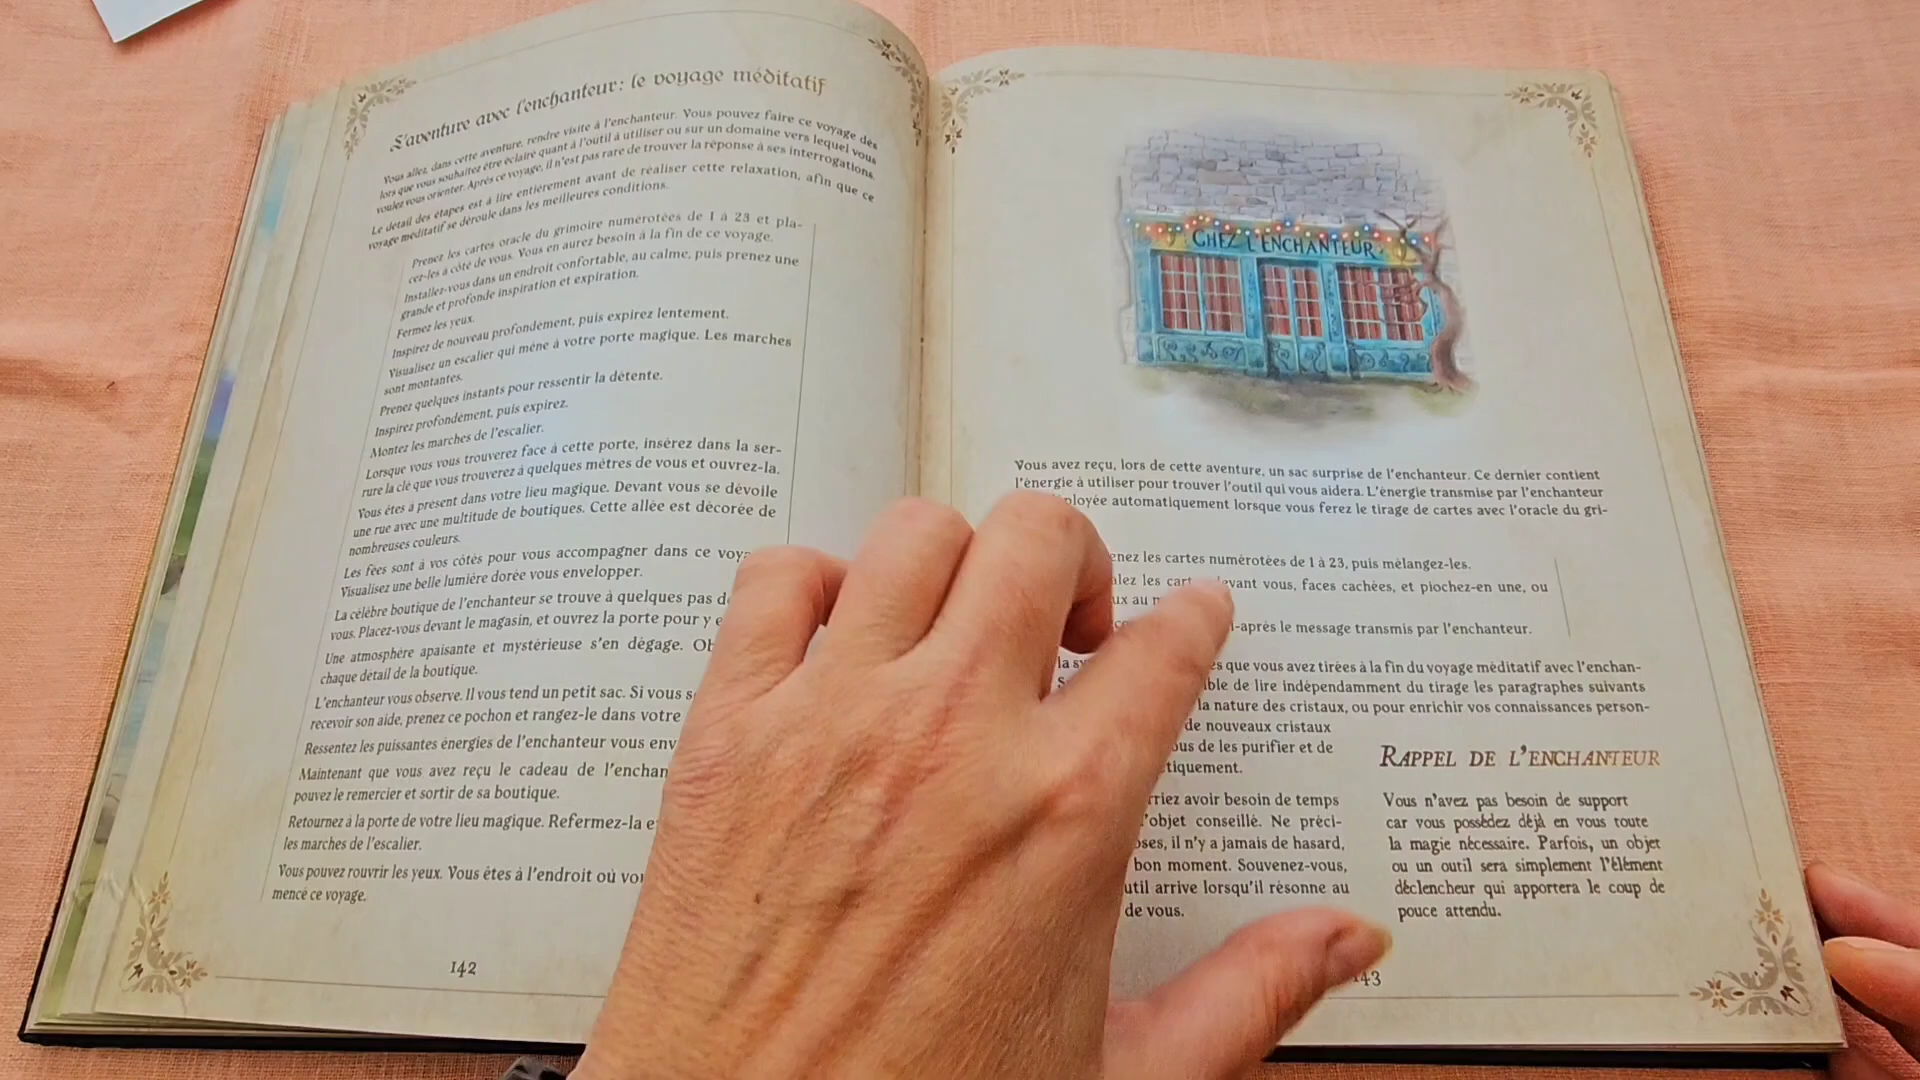 S'aventure avec l'enchanteur : le voyage méditatif
Vous allez, dans cette aventure, rendre visite à l'enchanteur. Vous pouvez faire ce voyage dès
lors que vous souhaitez être éclairé quant à l'outil à utiliser ou sur un domaine vers lequel vous
voulez vous orienter. Après ce voyage, il n'est pas rare de trouver la réponse à ses interrogations.
Le détail des étapes est à lire entièrement avant de réaliser cette relaxation, afin que ce
voyage méditatif se déroule dans les meilleures conditions.
Prenez les cartes oracle du grimoire numérotées de 1 à 23 et pla-
cez-les à côté de vous. Vous en aurez besoin à la fin de ce voyage.
Installez-vous dans un endroit confortable, au calme, puis prenez une
grande et profonde inspiration et expiration.
Fermez les yeux.
Inspirez de nouveau profondément, puis expirez lentement.
Visualisez un escalier qui mène à votre porte magique. Les marches
sont montantes.
Prenez quelques instants pour ressentir la détente.
Inspirez profondément, puis expirez.
Montez les marches de l'escalier.
Lorsque vous vous trouverez face à cette porte, insérez dans la ser-
rure la clé que vous trouverez à quelques mètres de vous et ouvrez-la.
Vous êtes à présent dans votre lieu magique. Devant vous se dévoile
une rue avec une multitude de boutiques. Cette allée est décorée de
nombreuses couleurs.
Les fées sont à vos côtés pour vous accompagner dans ce
Visualisez une belle lumière dorée vous envelopper.
La célèbre boutique de l'enchanteur se trouve à quelques pas
vous. Placez-vous devant le magasin, et ouvrez la porte pour y
Une atmosphère apaisante et mystérieuse s'en dégage.
chaque détail de la boutique.
L'enchanteur vous observe. Il vous tend un petit sac. Si vous
recevoir son aide, prenez ce pochon et rangez-le dans votre
Ressentez les puissantes énergies de l'enchanteur vous
Maintenant que vous avez reçu le cadeau de
pouvez le remercier et sortir de sa boutique.
Retournez à la porte de votre lieu magique. Refermez-la
les marches de l'escalier.
Vous pouvez rouvrir les yeux. Vous êtes à l'endroit où
mencé ce voyage.
142
CHEZ L'ENCHANTEUR
Vous avez reçu, lors de cette aventure, un sac surprise de l'enchanteur. Ce dernier contient
l'énergie à utiliser pour trouver l'outil qui vous aidera. L'énergie transmise par l'enchanteur
ployée automatiquement lorsque vous ferez le tirage de cartes avec l'oracle du gri-
enez les cartes numérotées de 1 à 23, puis mélangez-les.
alez les cart devant vous, faces cachées, et piochez-en une, ou
ux au
i-après le message transmis par l'enchanteur.
la es que vous avez tirées à la fin du voyage méditatif avec l'enchan-
ble de lire indépendamment du tirage les paragraphes suivants
la nature des cristaux, ou pour enrichir vos connaissances person-
de nouveaux cristaux
ous de les purifier et de
tiquement.
rriez avoir besoin de temps
l'objet conseillé. Ne préci-
oses, il n'y a jamais de hasard,
bon moment. Souvenez-vous,
util arrive lorsqu'il résonne au
de vous.
RAPPEL DE L'ENCHANTEUR
Vous n'avez pas besoin de support
car vous possédez déjà en vous toute
la magie nécessaire. Parfois, un objet
ou un outil sera simplement l'élément
déclencheur qui apportera le coup de
pouce attendu.
143